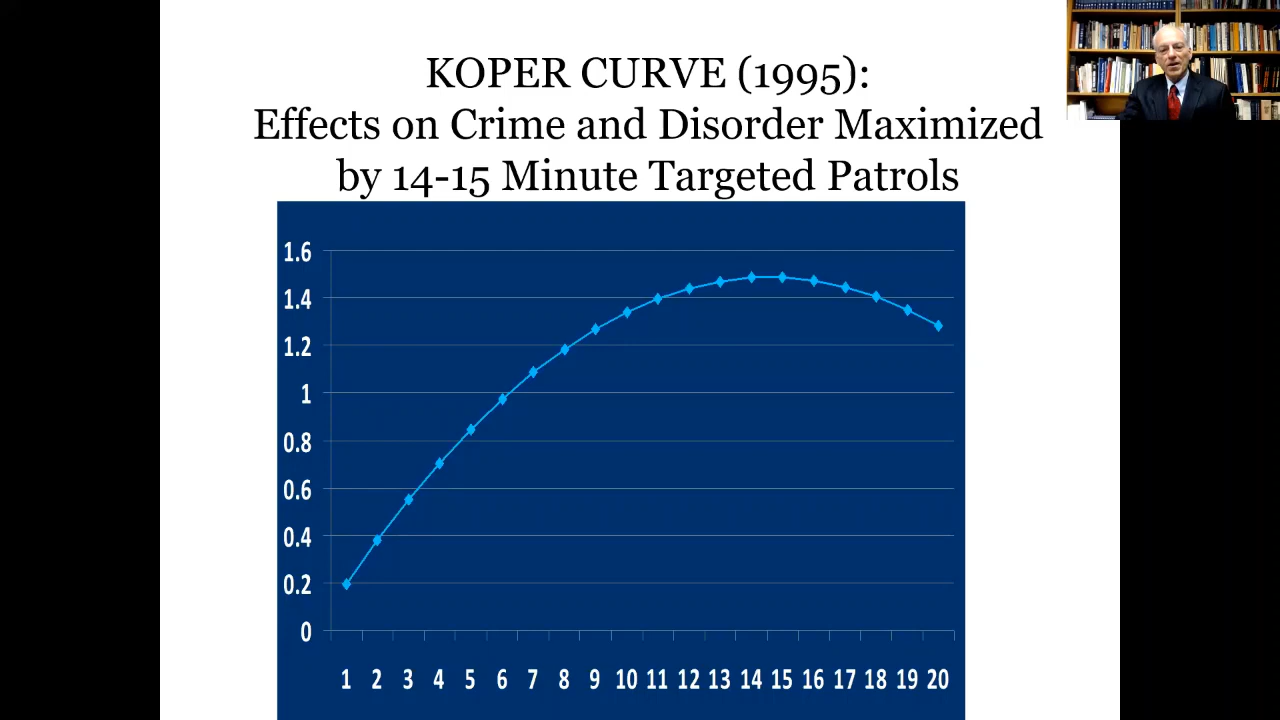 KOPER CURVE (1995):
Effects on Crime and Disorder Maximized
by 14-15 Minute Targeted Patrols
1.6
1.4
1.2
1
0.8
0.6
0.4
0.2
0
1 2 3 4 5 6 7 8 9 10 11 12 13 14 15 16 17 18 19 20